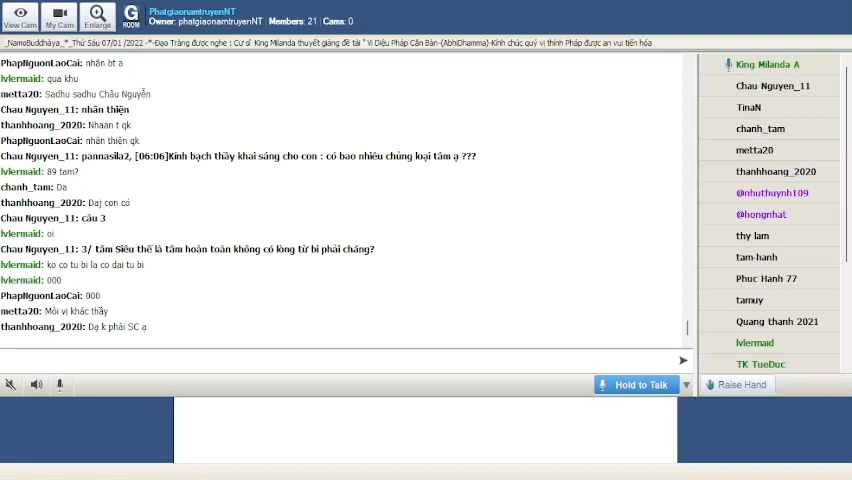 View Cam
My Cam
Enlarge
G
ROOM
PhatgiaonamtruyenNT
Owner: phatgiaonamtruyenNT | Members: 21 | Cams: 0
_NamoBuddhàya_*_Thứ Sáu 07/01 /2022 -*-Đạo Tràng được nghe : Cư sĩ King Milanda thuyết giảng đề tài " Vi Diệu Pháp Căn Bản-(AbhiDhamma)-Kính chúc quý vị thính Pháp được an vui tiến hóa
PhapNguonLaoCai: nhân bt a
lvlermaid: qua khu
metta20: Sadhu sadhu Châu Nguyễn
Chau Nguyen_11: nhân thiện
thanhhoang_2020: Nhaan t qk
PhapNguonLaoCai: nhân thiện qk
Chau Nguyen_11: pannasila2, [06:06]Kính bạch thầy khai sáng cho con : có bao nhiêu chủng loại tâm ạ ???
lvlermaid: 89 tam?
chanh_tam: Da
thanhhoang_2020: Daj con có
Chau Nguyen_11: câu 3
lvlermaid: oi
Chau Nguyen_11: 3/ tâm Siêu thế là tâm hoàn toàn không có lòng từ bi phải chăng?
lvlermaid: ko co tu bi la co dai tu bi
lvlermaid: 000
PhapNguonLaoCai: 000
metta20: Mời vị khác thầy
thanhhoang_2020: Dạ k phải SC ạ
Hold to Talk
King Milanda A
Chau Nguyen_11
TinaN
chanh_tam
metta20
thanhhoang_2020
@nhuthuynh109
@hongnhat
thy lam
tam-hanh
Phuc Hanh 77
tamuy
Quang thanh 2021
lvlermaid
TK TueDuc
Raise Hand